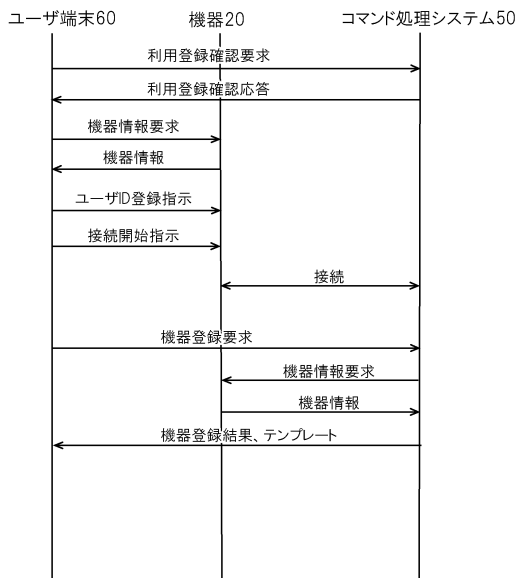 ユーザ端末60 機器20 コマンド処理システム50
利用登録確認要求
利用登録確認応答
機器情報要求
機器情報
ユーザID登録指示
接続開始指示
接続
機器登録要求
機器情報要求
機器情報
機器登録結果、テンプレート